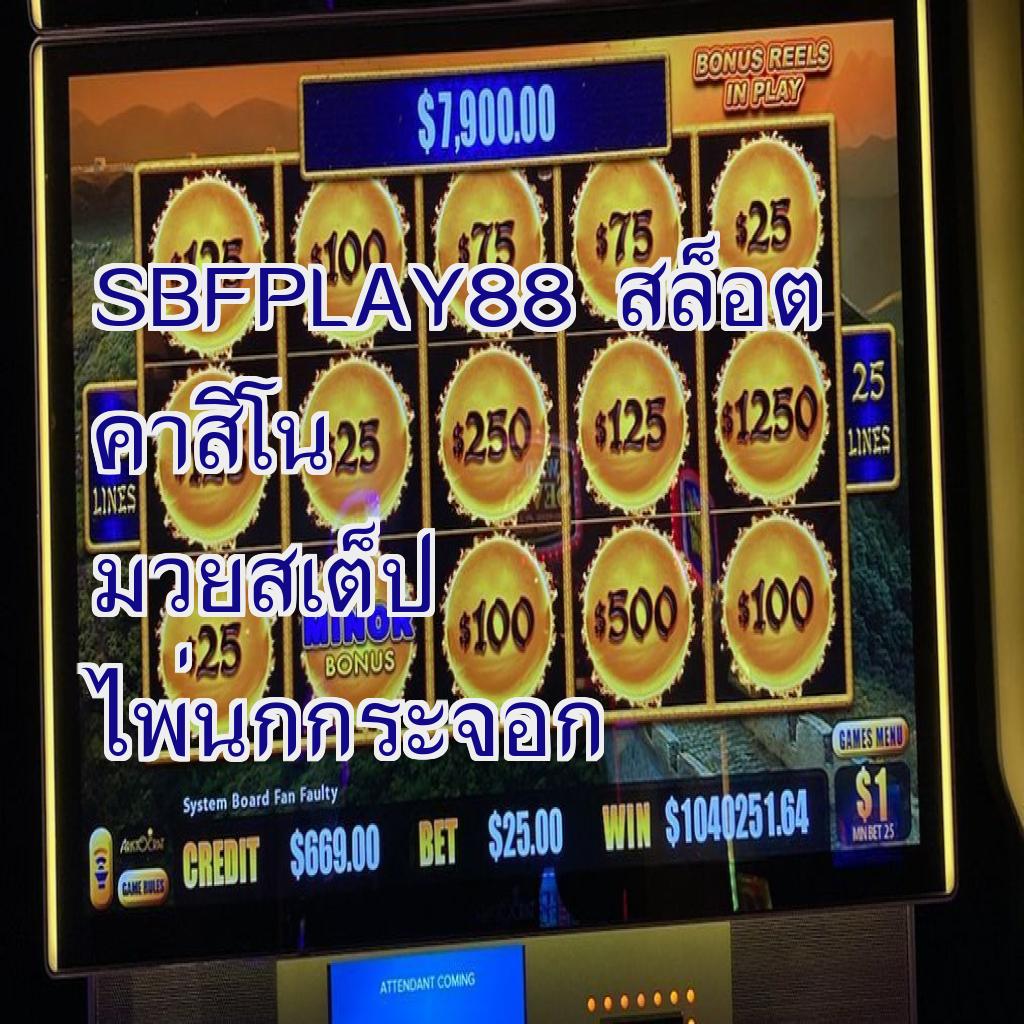 BONUS REELS
IN PLAY
$7,900.00
$125 $100 $75 $75 $25
SBFPLAY88 สล็อต
25
LINES
$25 $250 $125 $1250
คาสิโน
LINES
มวยสเต็ป
$25 MINOR
BONUS $100 $500 $100
ไพ่นกกระจอก
GAMES MENU
System Board Fan Faulty
$1
MIN BET 25
ARISTOCRAT
GAME RULES
CREDIT $669.00 BET $25.00 WIN $1040251.64
ATTENDANT COMING